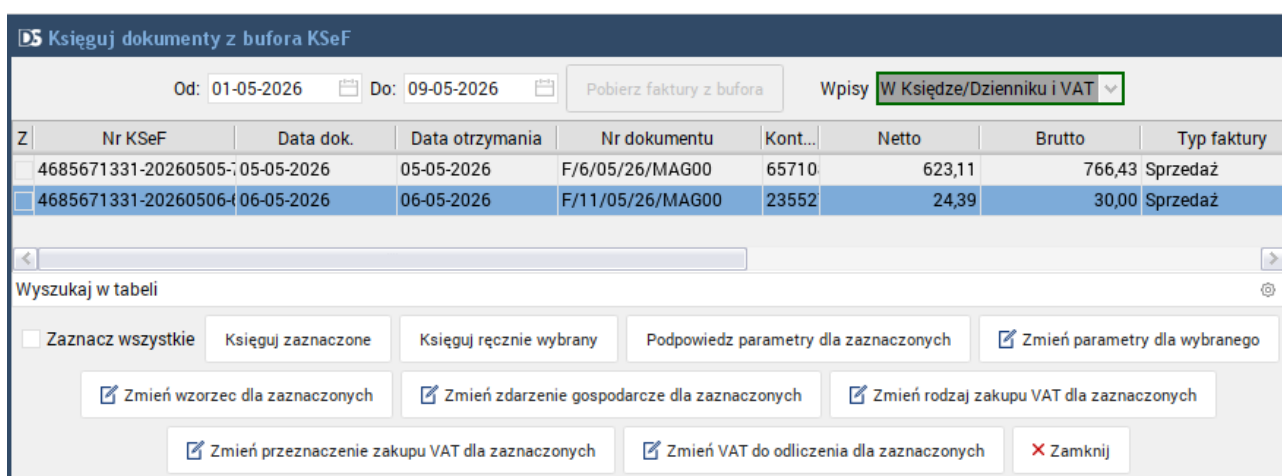 DS Księguj dokumenty z bufora KSeF
Od: 01-05-2026 Do: 09-05-2026 Pobierz faktury z bufora Wpisy W Księdze/Dzienniku i VAT
Z Nr KSeF Data dok. Data otrzymania Nr dokumentu Kont... Netto Brutto Typ faktury
4685671331-20260505- 05-05-2026 05-05-2026 F/6/05/26/MAG00 65710 623,11 766,43 Sprzedaż
4685671331-20260506- 06-05-2026 06-05-2026 F/11/05/26/MAG00 23552 24,39 30,00 Sprzedaż
Wyszukaj w tabeli
Zaznacz wszystkie Księguj zaznaczone Księguj ręcznie wybrany Podpowiedz parametry dla zaznaczonych Zmień parametry dla wybranego
Zmień wzorzec dla zaznaczonych Zmień zdarzenie gospodarcze dla zaznaczonych Zmień rodzaj zakupu VAT dla zaznaczonych
Zmień przeznaczenie zakupu VAT dla zaznaczonych Zmień VAT do odliczenia dla zaznaczonych Zamknij